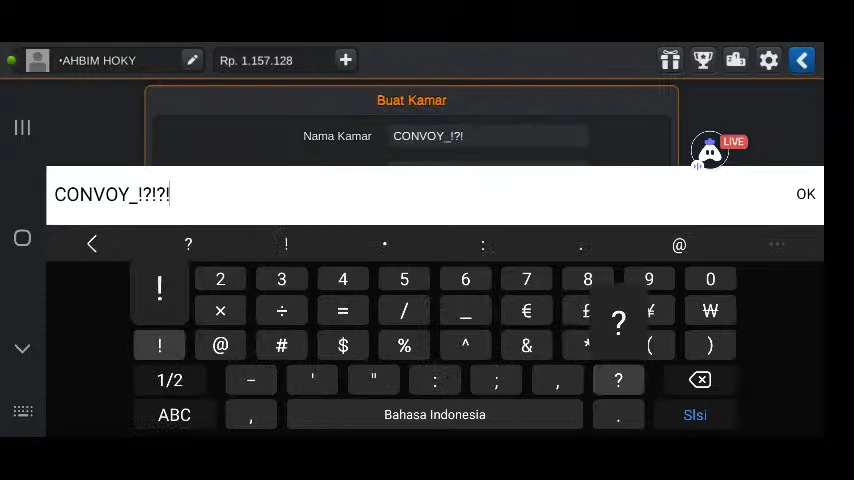 •AHBIM HOKY
Rp. 1.157.128 +
Buat Kamar
Nama Kamar CONVOY_!?!
LIVE
CONVOY_!?!?! OK
? ! • : . @ •••
! 2 3 4 5 6 7 8 9 0
× ÷ = / _ € £ ¥ ₩
?
! @ # $ % ^ & * ( )
1/2 - ' " : ; , ?
ABC , Bahasa Indonesia . Slsi